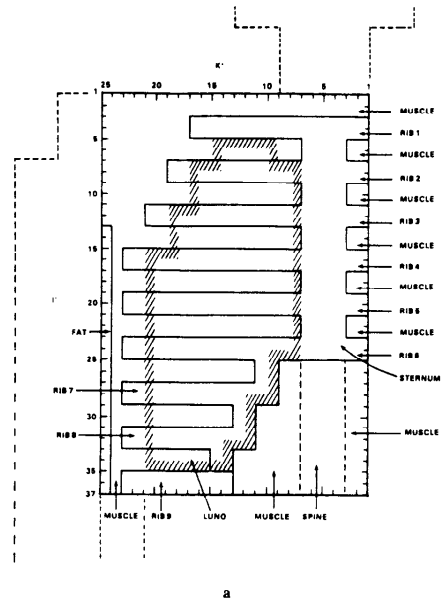 K'
25 20 15 10 5 1
1
MUSCLE
RIB 1
5
MUSCLE
RIB 2
10
MUSCLE
RIB 3
MUSCLE
15
RIB 4
MUSCLE
20
I'
RIB 5
FAT
MUSCLE
25
RIB 6
STERNUM
RIB 7
30
RIB 8
MUSCLE
35
37
MUSCLE RIB 9 LUNG MUSCLE SPINE
a